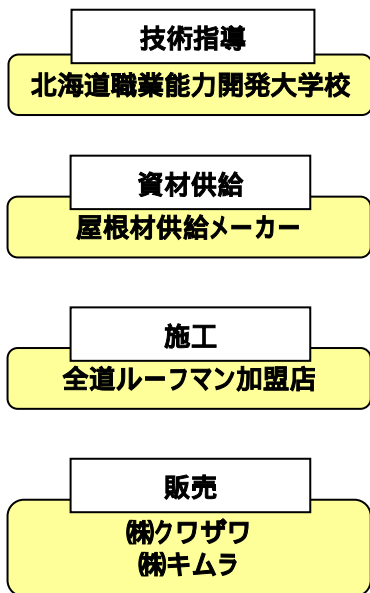 技術指導
北海道職業能力開発大学校
資材供給
屋根材供給メーカー
施工
全道ルーフマン加盟店
販売
㈱クワザワ
㈱キムラ